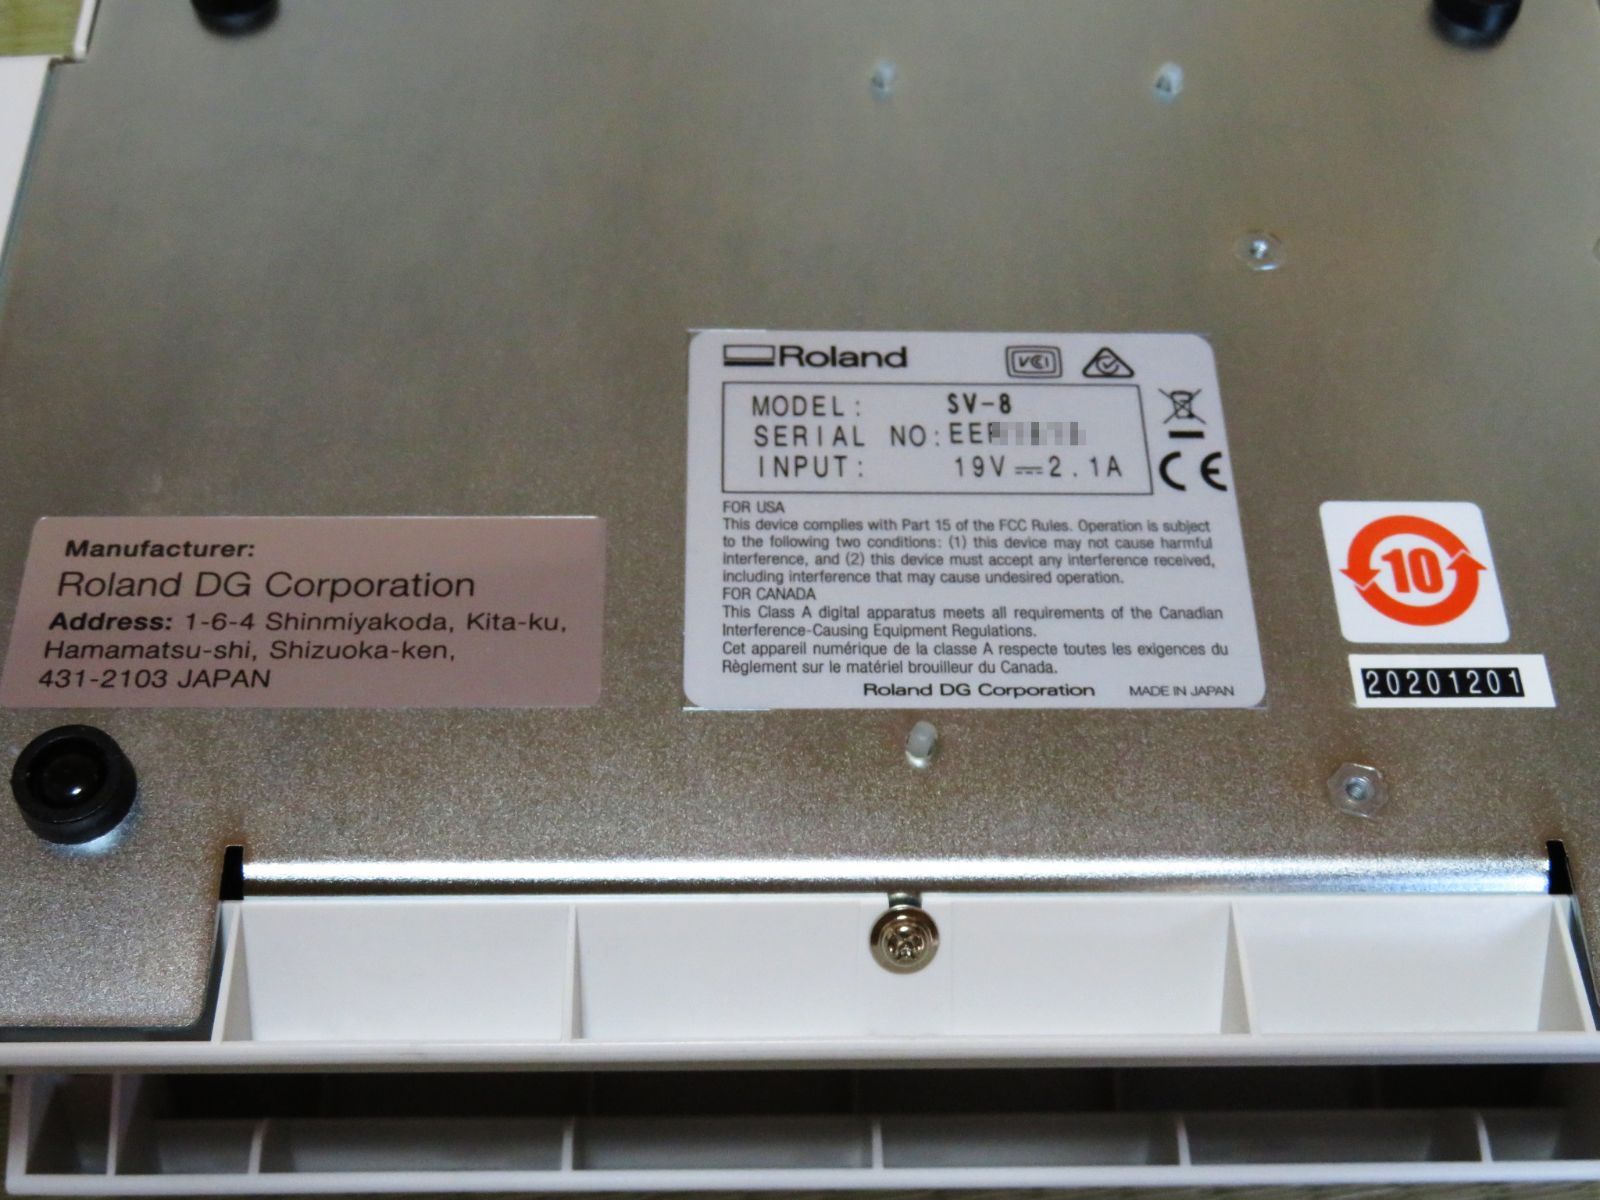 Roland
VCI
MODEL: SV-8
SERIAL NO: EER
INPUT: 19V⎓2.1A
CE
FOR USA
This device complies with Part 15 of the FCC Rules. Operation is subject
to the following two conditions: (1) this device may not cause harmful
interference, and (2) this device must accept any interference received,
including interference that may cause undesired operation.
FOR CANADA
This Class A digital apparatus meets all requirements of the Canadian
Interference-Causing Equipment Regulations.
Cet appareil numérique de la classe A respecte toutes les exigences du
Règlement sur le matériel brouilleur du Canada.
Roland DG Corporation MADE IN JAPAN
Manufacturer:
Roland DG Corporation
Address: 1-6-4 Shinmiyakoda, Kita-ku,
Hamamatsu-shi, Shizuoka-ken,
431-2103 JAPAN
10
20201201